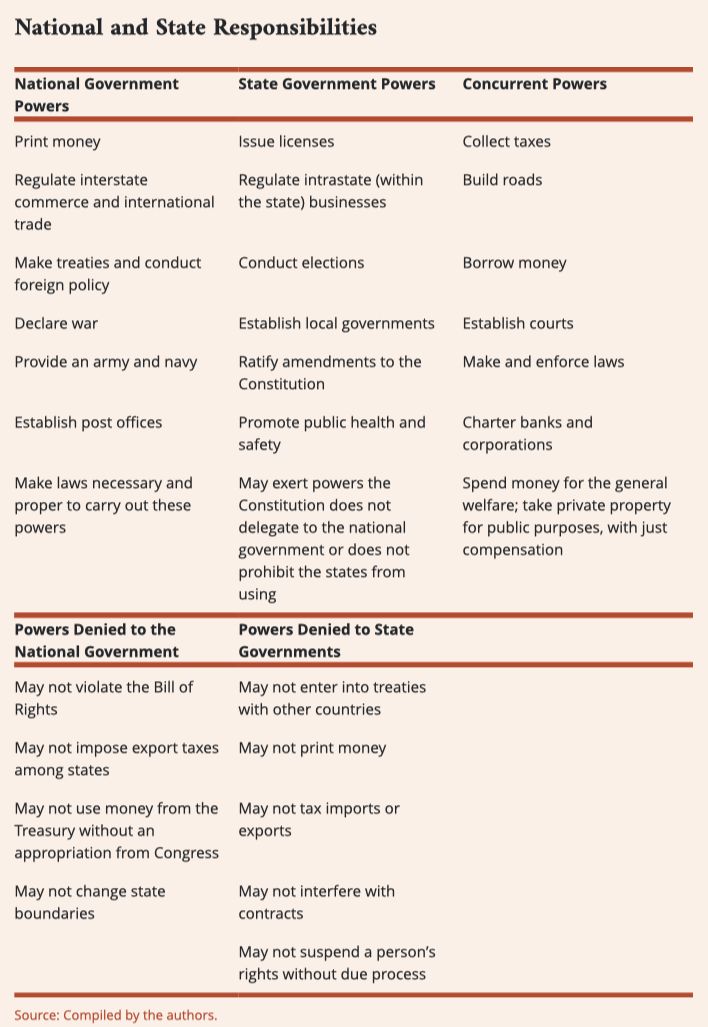 National and State Responsibilities
National Government
Powers
State Government Powers
Concurrent Powers
Print money
Issue licenses
Collect taxes
Regulate interstate
commerce and international
trade
Regulate intrastate (within
the state) businesses
Build roads
Make treaties and conduct
foreign policy
Conduct elections
Borrow money
Declare war
Establish local governments
Establish courts
Provide an army and navy
Ratify amendments to the
Constitution
Make and enforce laws
Establish post offices
Promote public health and
safety
Charter banks and
corporations
Make laws necessary and
proper to carry out these
powers
May exert powers the
Constitution does not
delegate to the national
government or does not
prohibit the states from
using
Spend money for the general
welfare; take private property
for public purposes, with just
compensation
Powers Denied to the
National Government
Powers Denied to State
Governments
May not violate the Bill of
Rights
May not enter into treaties
with other countries
May not impose export taxes
among states
May not print money
May not use money from the
Treasury without an
appropriation from Congress
May not tax imports or
exports
May not change state
boundaries
May not interfere with
contracts
May not suspend a person’s
rights without due process
Source: Compiled by the authors.